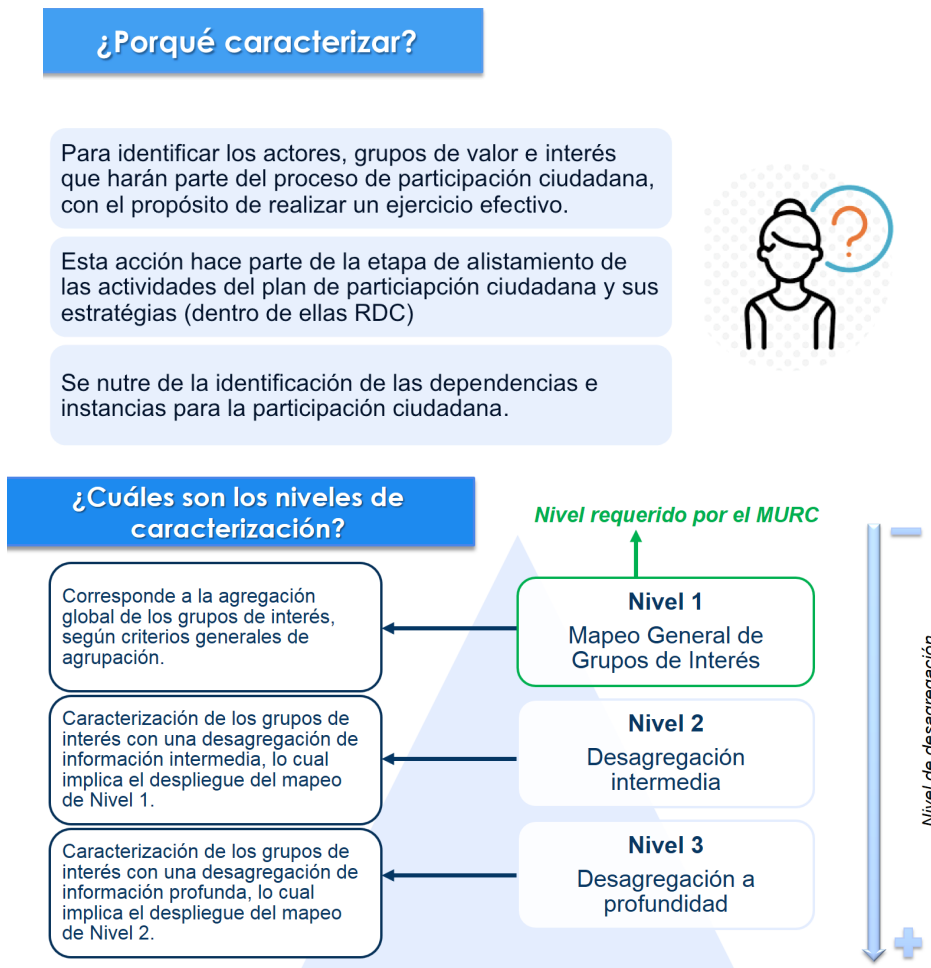 ¿Porqué caracterizar?
Para identificar los actores, grupos de valor e interés
que harán parte del proceso de participación ciudadana,
con el propósito de realizar un ejercicio efectivo.
Esta acción hace parte de la etapa de alistamiento de
las actividades del plan de particiapción ciudadana y sus
estratégias (dentro de ellas RDC)
Se nutre de la identificación de las dependencias e
instancias para la participación ciudadana.
¿Cuáles son los niveles de
caracterización?
Nivel requerido por el MURC
Corresponde a la agregación
global de los grupos de interés,
según criterios generales de
agrupación.
Nivel 1
Mapeo General de
Grupos de Interés
Caracterización de los grupos de
interés con una desagregación de
información intermedia, lo cual
implica el despliegue del mapeo
de Nivel 1.
Nivel 2
Desagregación
intermedia
Caracterización de los grupos de
interés con una desagregación de
información profunda, lo cual
implica el despliegue del mapeo
de Nivel 2.
Nivel 3
Desagregación a
profundidad
Nivel de desagregación